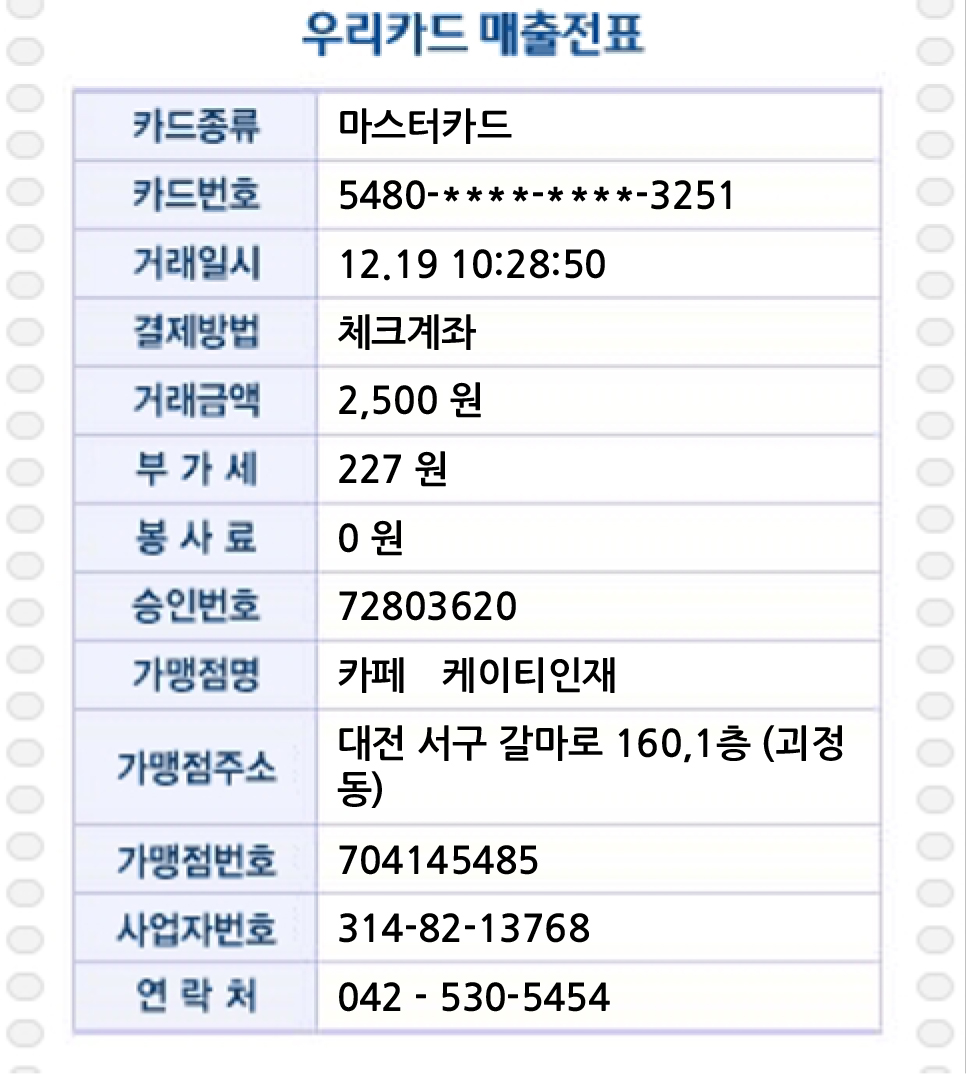 우리카드 매출전표
카드종류 마스터카드
카드번호 5480-****-****-3251
거래일시 12.19 10:28:50
결제방법 체크계좌
거래금액 2,500 원
부 가 세 227 원
봉 사 료 0 원
승인번호 72803620
가맹점명 카페 케이티인재
가맹점주소 대전 서구 갈마로 160,1층 (괴정
동)
가맹점번호 704145485
사업자번호 314-82-13768
연 락 처 042 - 530-5454